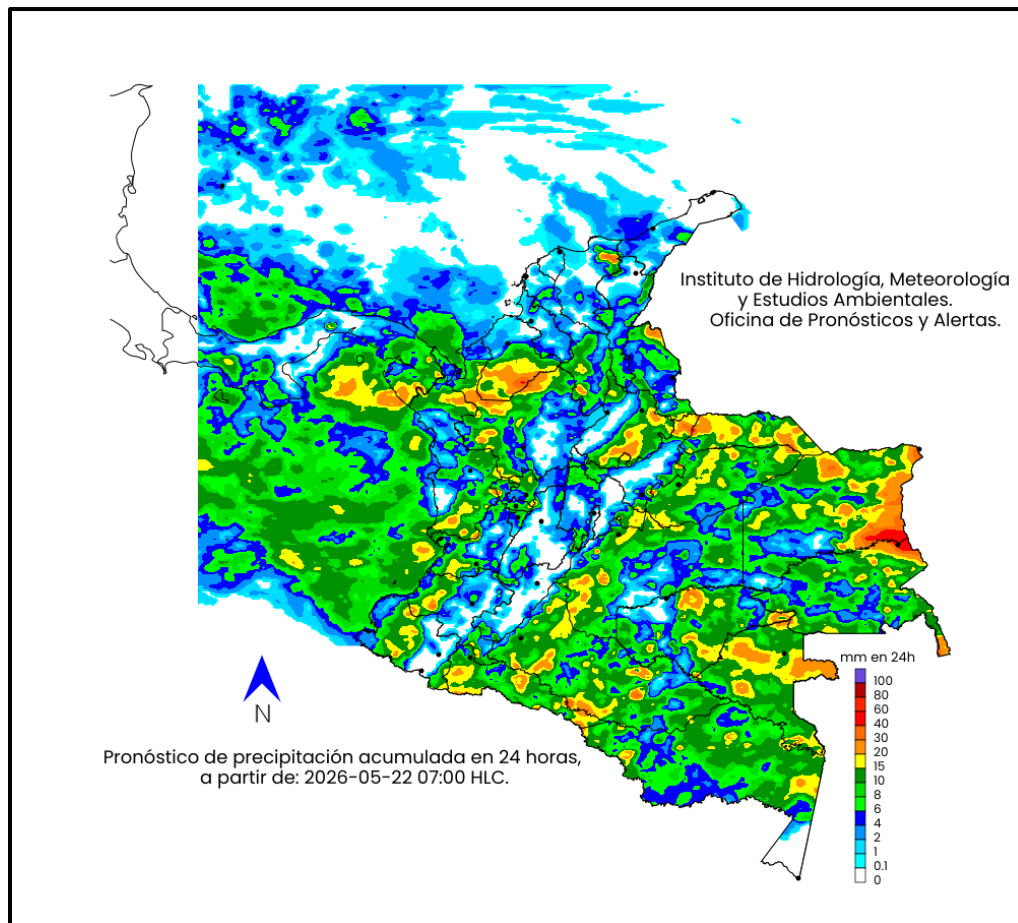 Instituto de Hidrología, Meteorología
y Estudios Ambientales.
Oficina de Pronósticos y Alertas.
mm en 24h
100
80
60
40
30
20
15
10
8
6
4
2
1
0.1
0
N
Pronóstico de precipitación acumulada en 24 horas,
a partir de: 2026-05-22 07:00 HLC.